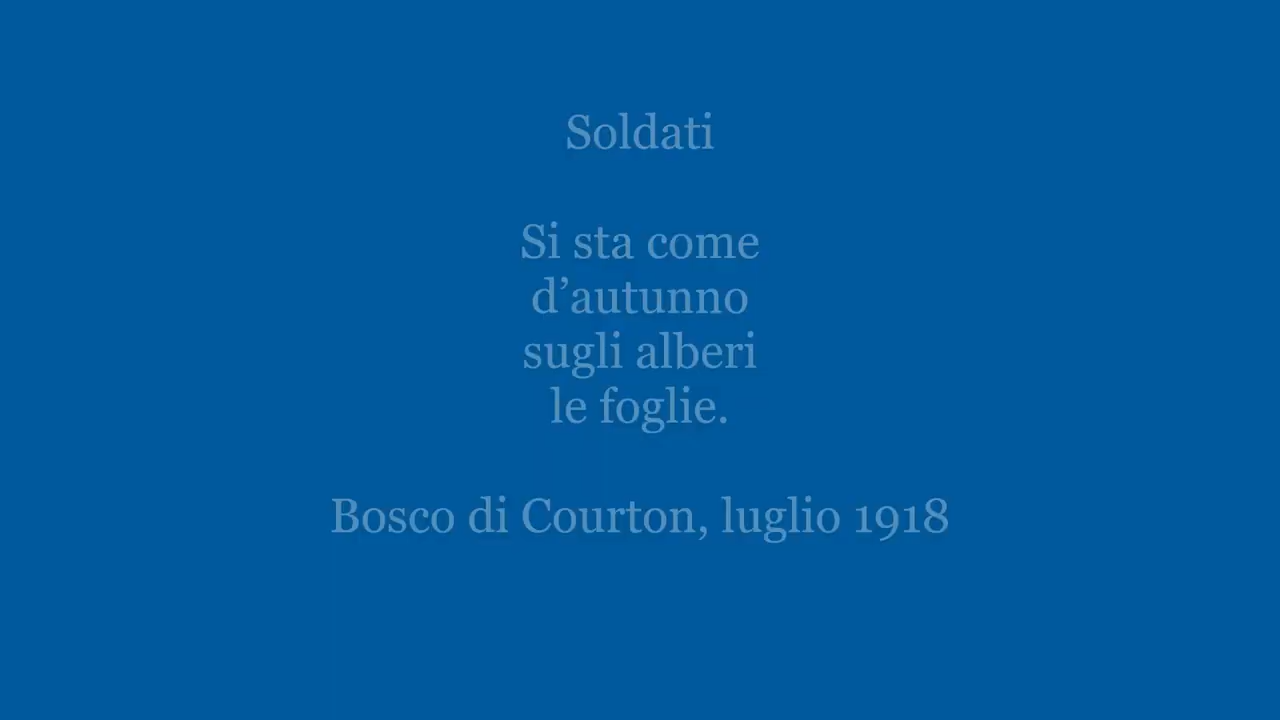 Soldati
Si sta come
d’autunno
sugli alberi
le foglie.
Bosco di Courton, luglio 1918